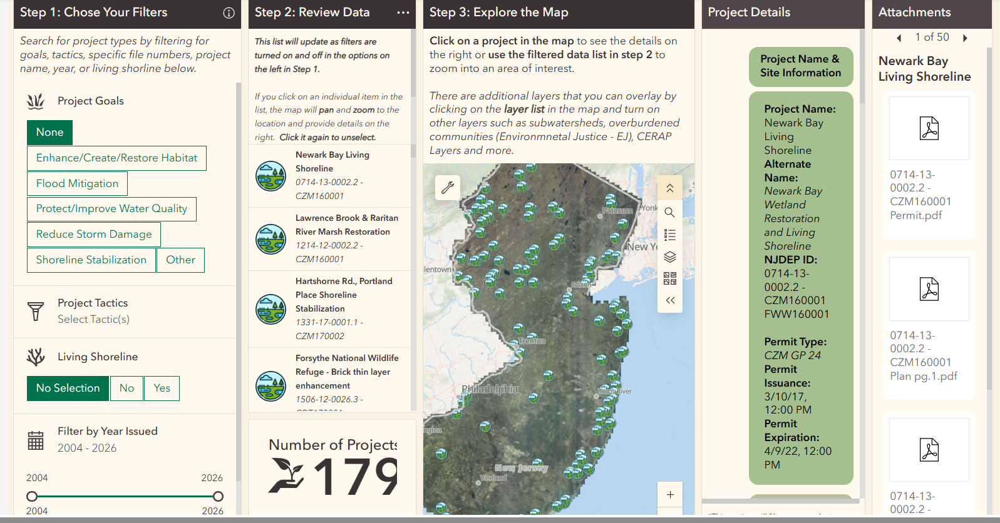 Step 1: Chose Your Filters
Search for project types by filtering for
goals, tactics, specific file numbers, project
name, year, or living shorline below.
Project Goals
None
Enhance/Create/Restore Habitat
Flood Mitigation
Protect/Improve Water Quality
Reduce Storm Damage
Shoreline Stabilization
Other
Project Tactics
Select Tactic(s)
Living Shoreline
No Selection
No
Yes
Filter by Year Issued
2004 - 2026
2004
2026
2004
2026
Step 2: Review Data
This list will update as filters are
turned on and off in the options on
the left in Step 1.
If you click on an individual item in the
list, the map will pan and zoom to the
location and provide details on the
right. Click it again to unselect.
Newark Bay Living
Shoreline
0714-13-0002.2 -
CZM160001
Lawrence Brook & Raritan
River Marsh Restoration
1214-12-0002.2 -
CZM160001
Hartshorne Rd., Portland
Place Shoreline
Stabilization
1331-17-0001.1 -
CZM170002
Forsythe National Wildlife
Refuge - Brick thin layer
enhancement
1506-12-0026.3 -
Number of Projects
179
Step 3: Explore the Map
Click on a project in the map to see the details on
the right or use the filtered data list in step 2 to
zoom into an area of interest.
There are additional layers that you can overlay by
clicking on the layer list in the map and turn on
other layers such as subwatersheds, overburdened
communities (Environmnetal Justice - EJ), CERAP
Layers and more.
Paterson
Yonk
New Yo
lentown
Edison
Trenton
Philadelphia
Toms River
ngton
New Jersey
Vineland
+
Project Details
Project Name &
Site Information
Project Name:
Newark Bay
Living
Shoreline
Alternate
Name:
Newark Bay
Wetland
Restoration
and Living
Shoreline
NJDEP ID:
0714-13-
0002.2 -
CZM160001
FWW160001
Permit Type:
CZM GP 24
Permit
Issuance:
3/10/17,
12:00 PM
Permit
Expiration:
4/9/22, 12:00
PM
Attachments
1 of 50
Newark Bay
Living Shoreline
0714-13-
0002.2 -
CZM160001
Permit.pdf
0714-13-
0002.2 -
CZM160001
Plan pg.1.pdf
0714-13-
0002.2 -